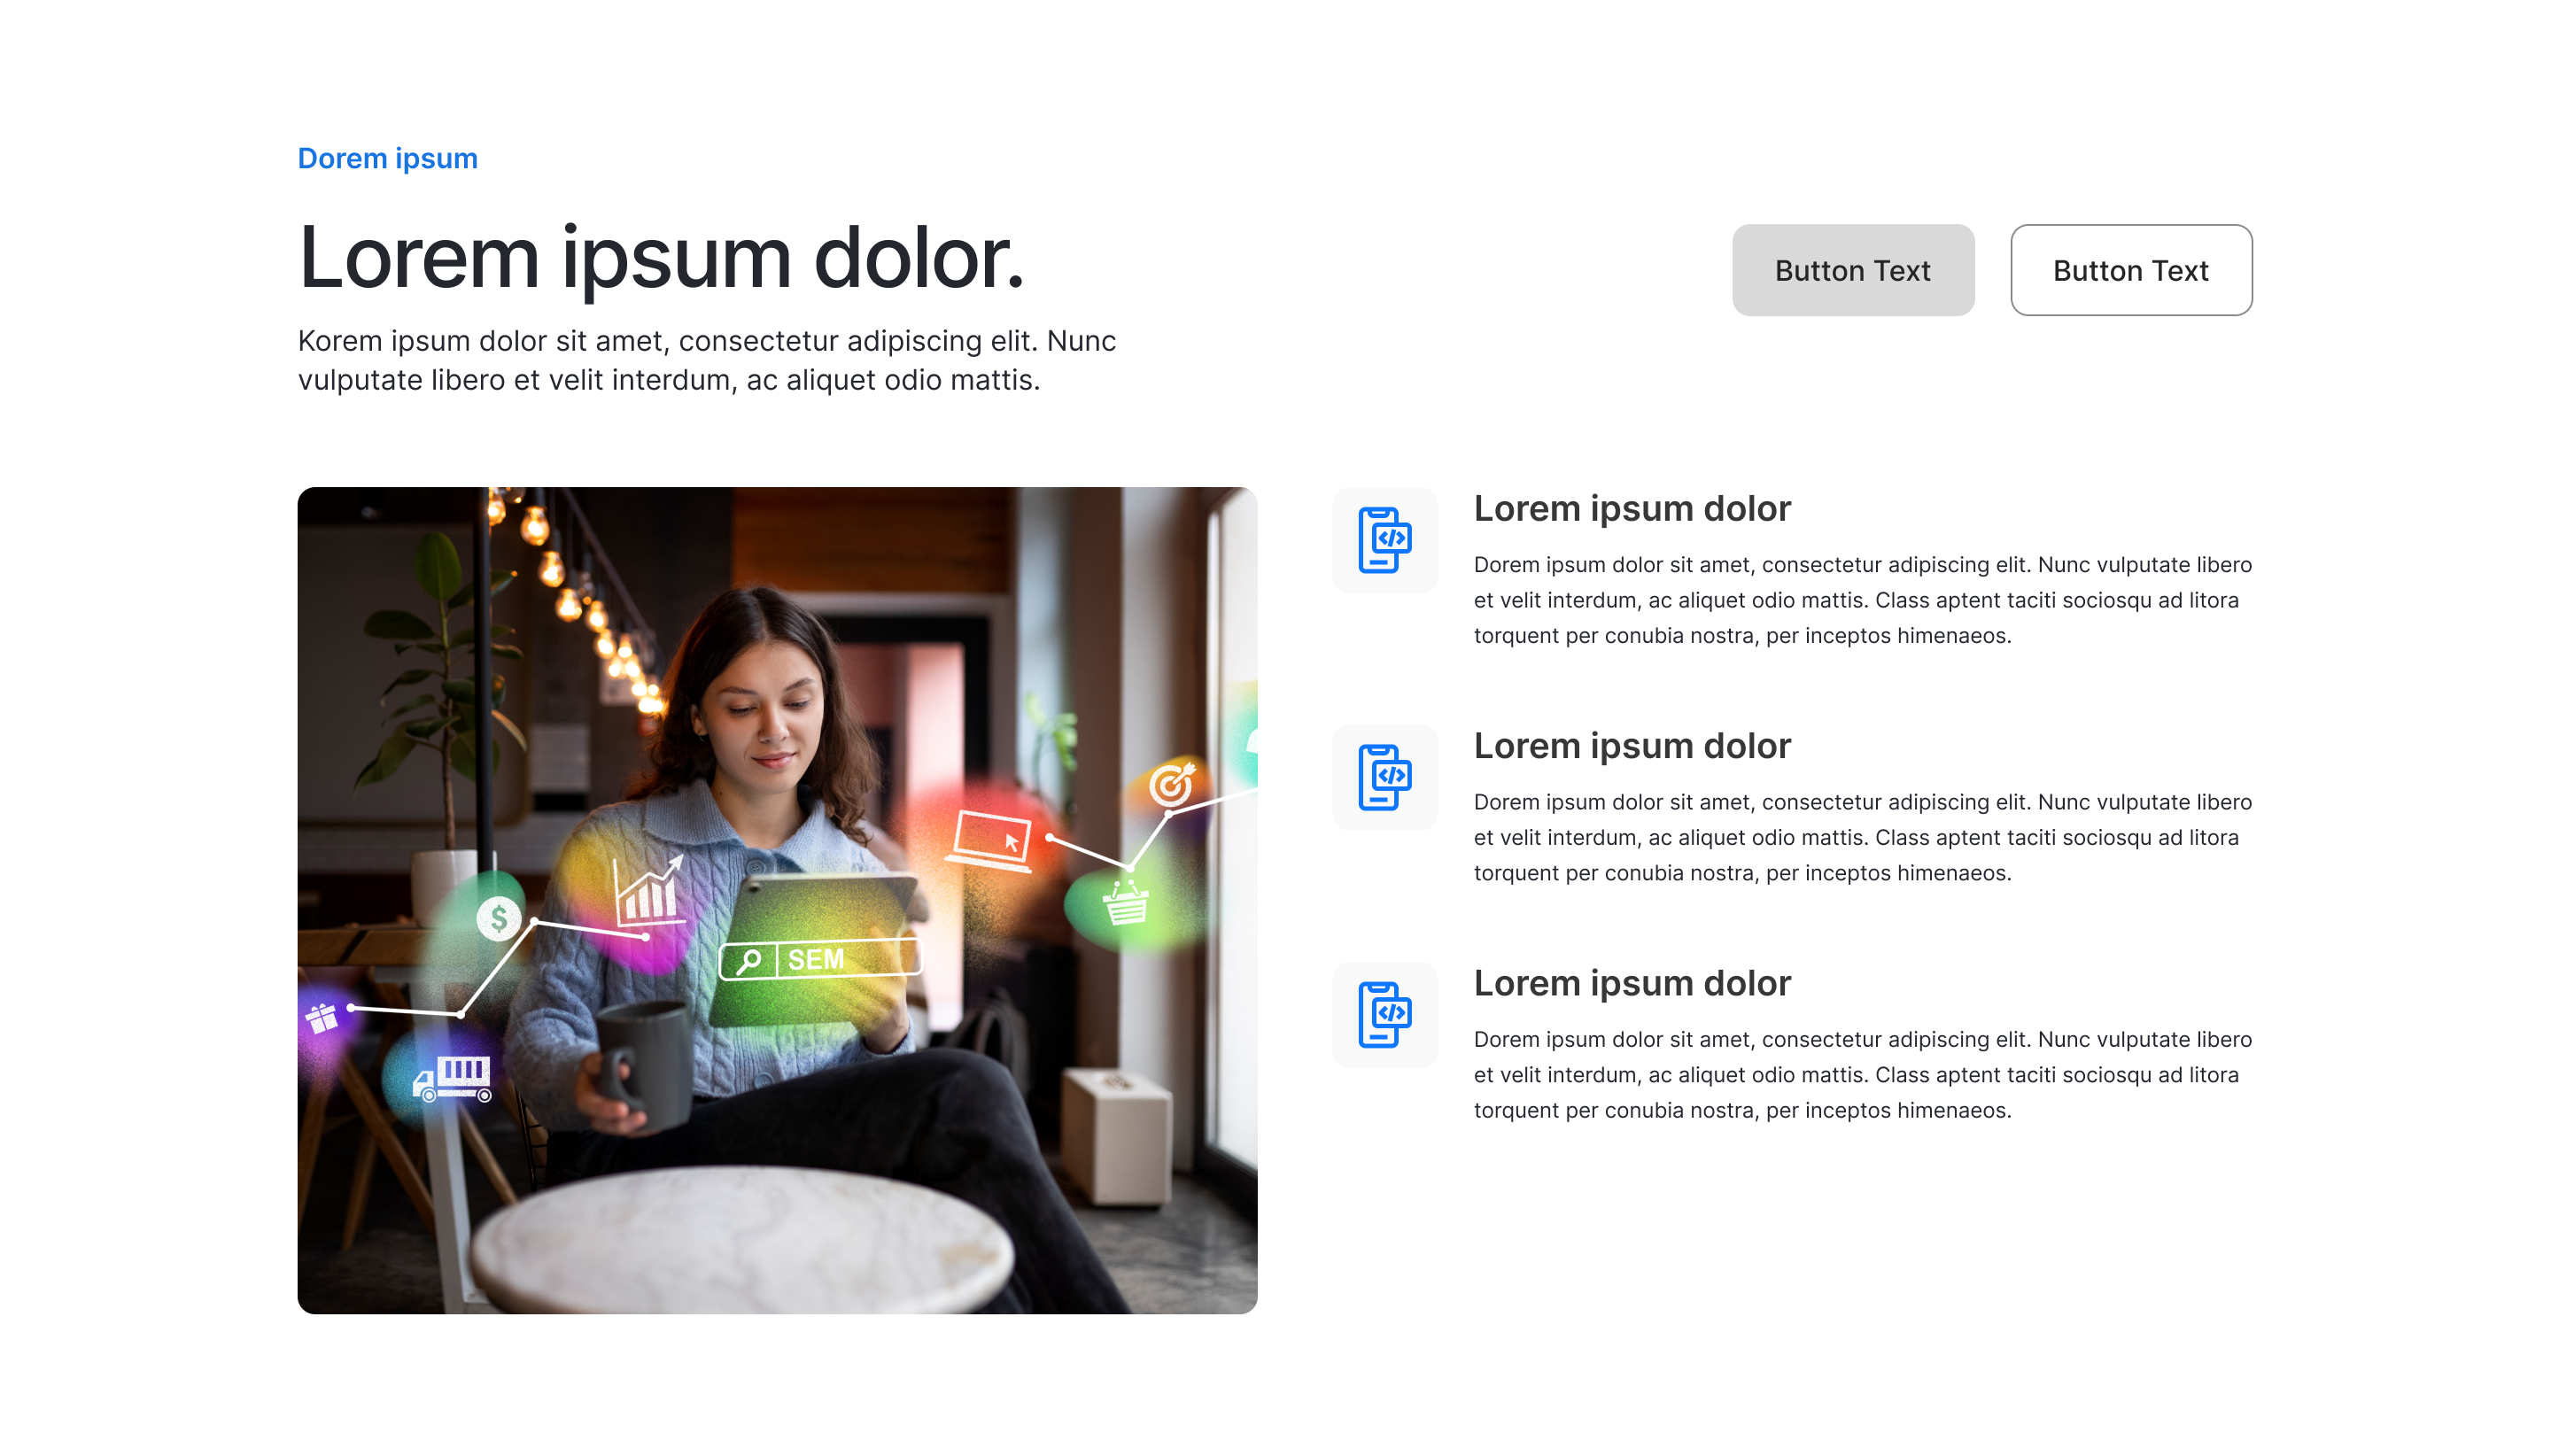 Dorem ipsum
Lorem ipsum dolor.
Korem ipsum dolor sit amet, consectetur adipiscing elit. Nunc
vulputate libero et velit interdum, ac aliquet odio mattis.
Button Text
Button Text
$
SEM
Lorem ipsum dolor
Dorem ipsum dolor sit amet, consectetur adipiscing elit. Nunc vulputate libero
et velit interdum, ac aliquet odio mattis. Class aptent taciti sociosqu ad litora
torquent per conubia nostra, per inceptos himenaeos.
Lorem ipsum dolor
Dorem ipsum dolor sit amet, consectetur adipiscing elit. Nunc vulputate libero
et velit interdum, ac aliquet odio mattis. Class aptent taciti sociosqu ad litora
torquent per conubia nostra, per inceptos himenaeos.
Lorem ipsum dolor
Dorem ipsum dolor sit amet, consectetur adipiscing elit. Nunc vulputate libero
et velit interdum, ac aliquet odio mattis. Class aptent taciti sociosqu ad litora
torquent per conubia nostra, per inceptos himenaeos.